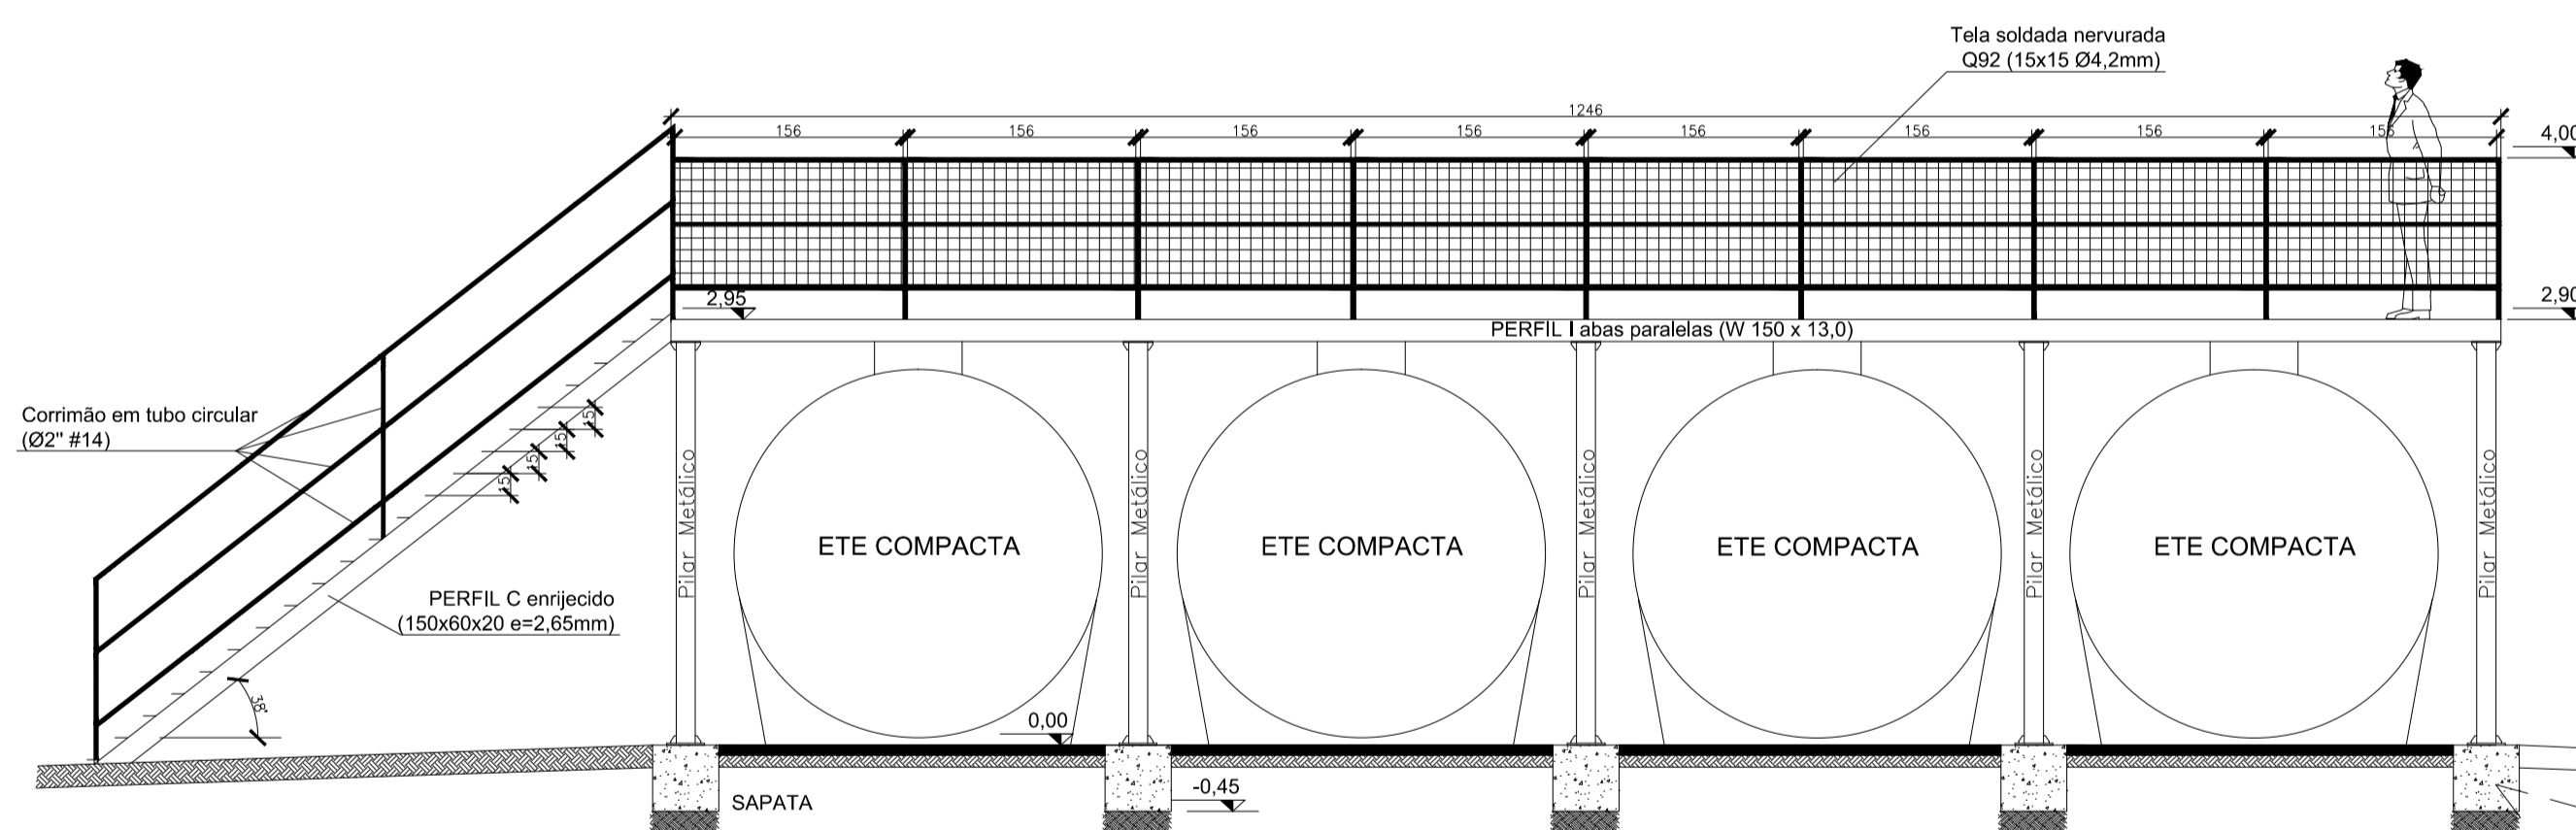 Tela soldada nervurada
Q92 (15x15 Ø4,2mm)
1246
156 156 156 156 156 156 156 156
4,00
2,95
2,90
PERFIL I abas paralelas (W 150 x 13,0)
Corrimão em tubo circular
(Ø2" #14)
15
15
15
15
Pilar Metálico
Pilar Metálico
Pilar Metálico
Pilar Metálico
Pilar Metálico
ETE COMPACTA
ETE COMPACTA
ETE COMPACTA
ETE COMPACTA
PERFIL C enrijecido
(150x60x20 e=2,65mm)
38°
0,00
-0,45
SAPATA